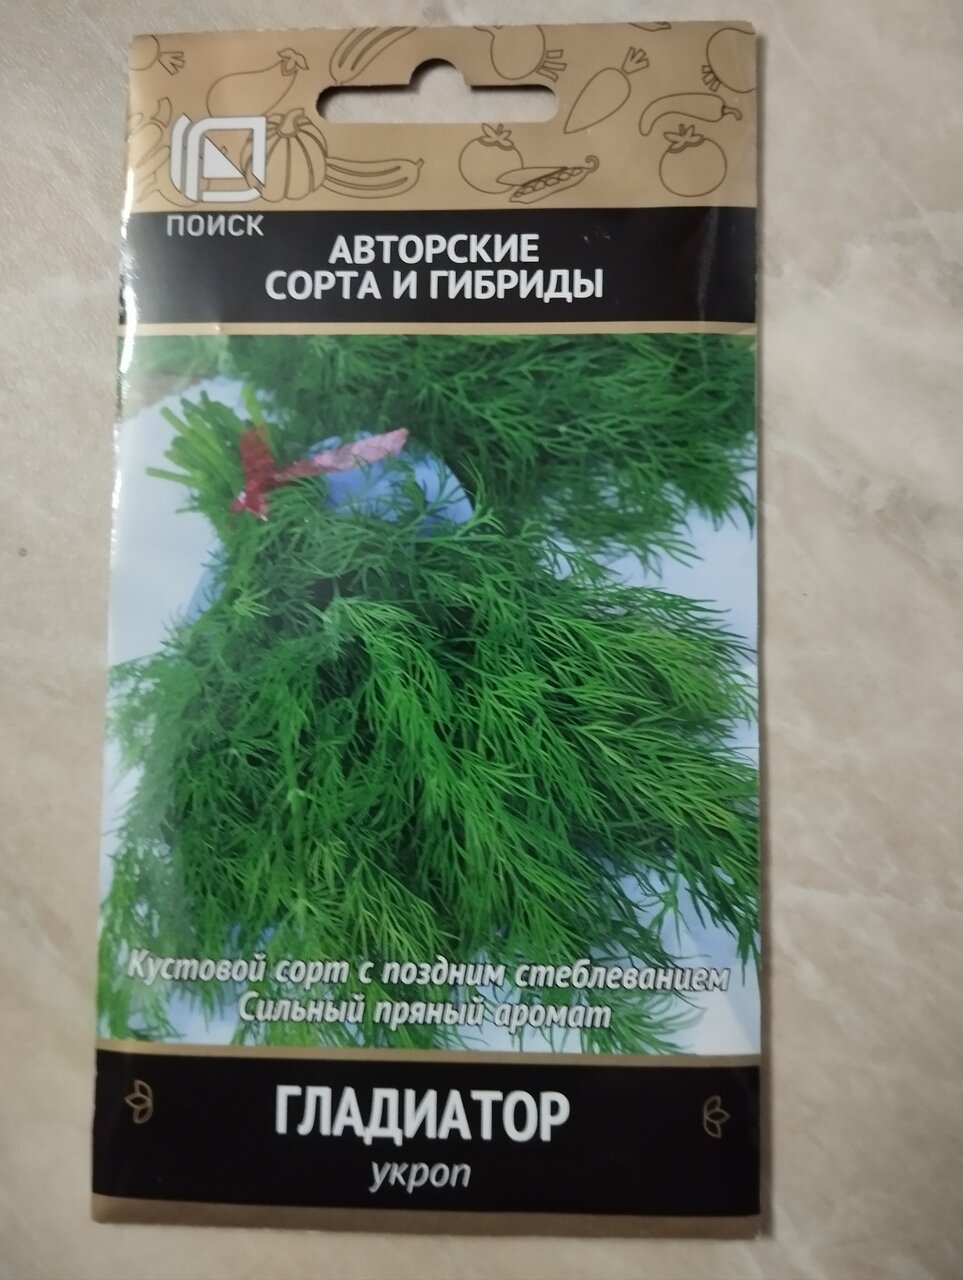 ПОИСК
АВТОРСКИЕ
СОРТА И ГИБРИДЫ
Кустовой сорт с поздним стеблеванием
Сильный пряный аромат
ГЛАДИАТОР
укроп